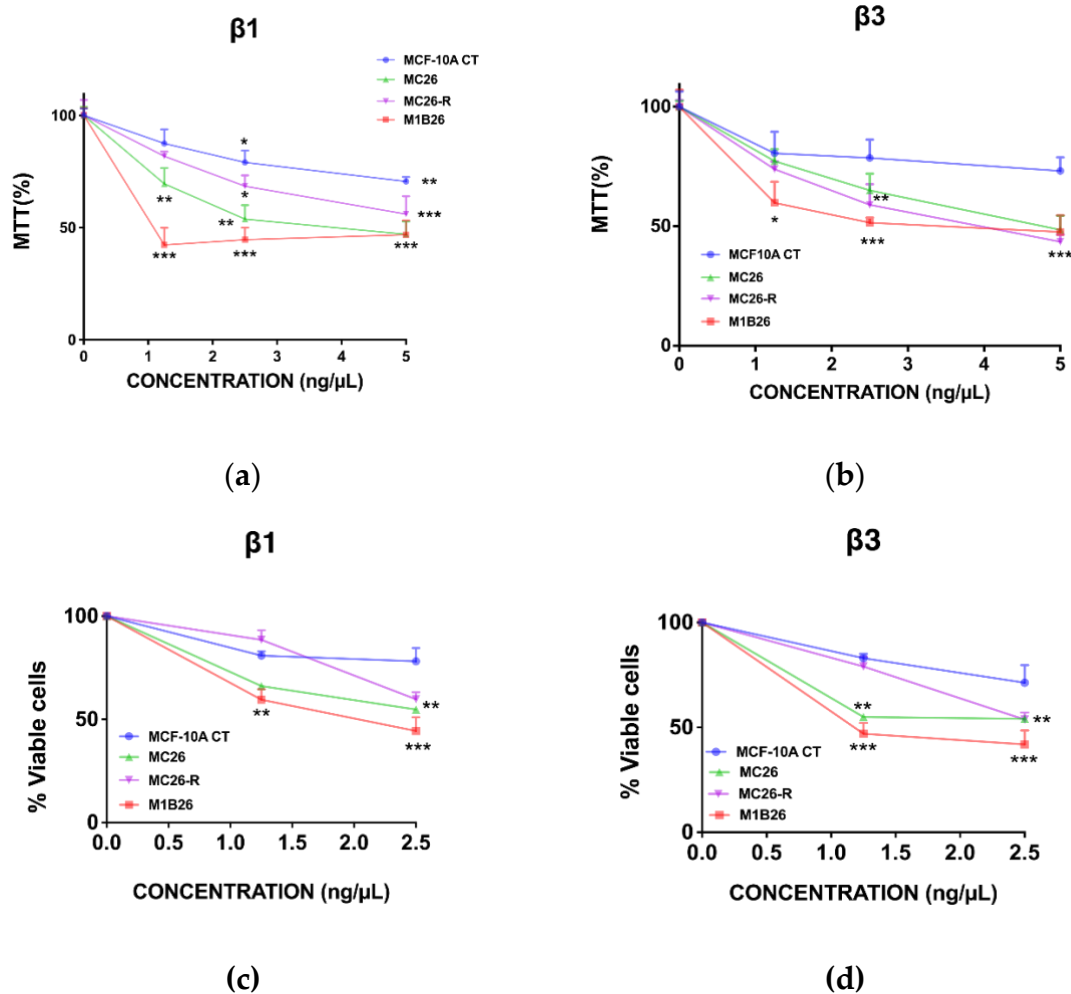 β1
MCF-10A CT
MC26
MC26-R
M1B26
MTT(%)
100
50
0
*
**
**
**
*
***
***
***
***
0 1 2 3 4 5
CONCENTRATION (ng/µL)
(a)
β3
MTT(%)
100
50
0
**
*
***
***
MCF10A CT
MC26
MC26-R
M1B26
0 1 2 3 4 5
CONCENTRATION (ng/µL)
(b)
β1
% Viable cells
100
50
0
**
**
***
MCF-10A CT
MC26
MC26-R
M1B26
0.0 0.5 1.0 1.5 2.0 2.5
CONCENTRATION (ng/µL)
(c)
β3
% Viable cells
100
50
0
**
**
***
***
MCF-10A CT
MC26
MC26-R
M1B26
0.0 0.5 1.0 1.5 2.0 2.5
CONCENTRATION (ng/µL)
(d)